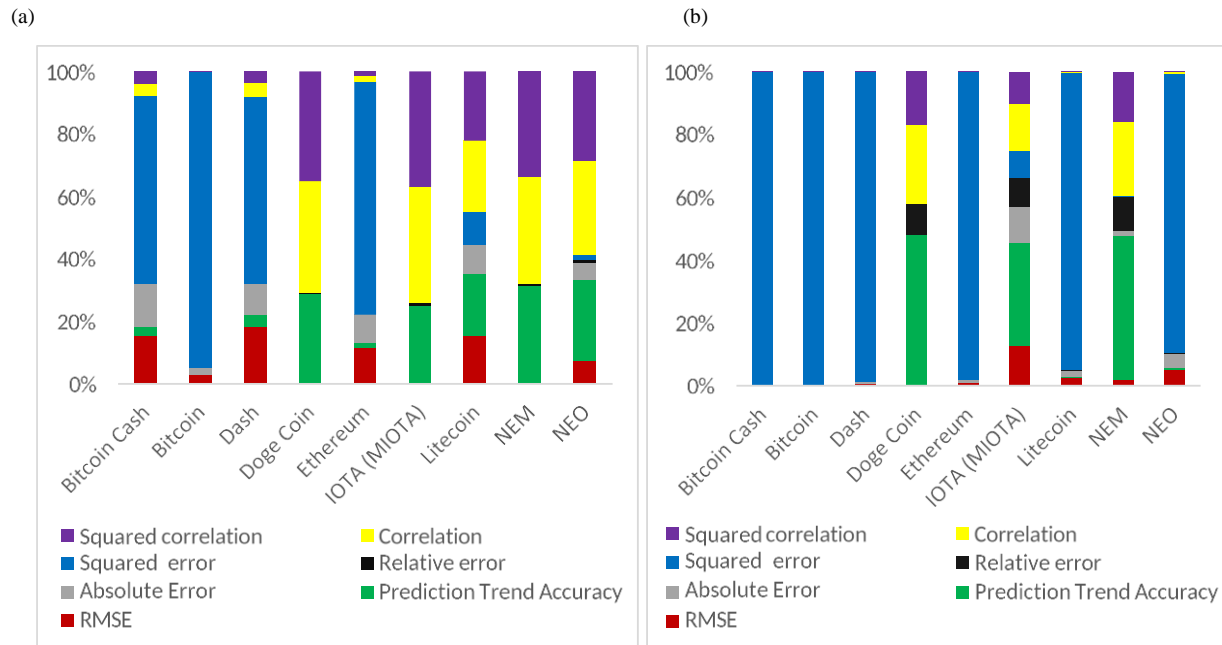 (a)
(b)
100%
80%
60%
40%
20%
0%
Bitcoin Cash
Bitcoin
Dash
Doge Coin
Ethereum
IOTA (MIOTA)
Litecoin
NEM
NEO
Squared correlation
Correlation
Squared error
Relative error
Absolute Error
Prediction Trend Accuracy
RMSE
100%
80%
60%
40%
20%
0%
Bitcoin Cash
Bitcoin
Dash
Doge Coin
Ethereum
IOTA (MIOTA)
Litecoin
NEM
NEO
Squared correlation
Correlation
Squared error
Relative error
Absolute Error
Prediction Trend Accuracy
RMSE